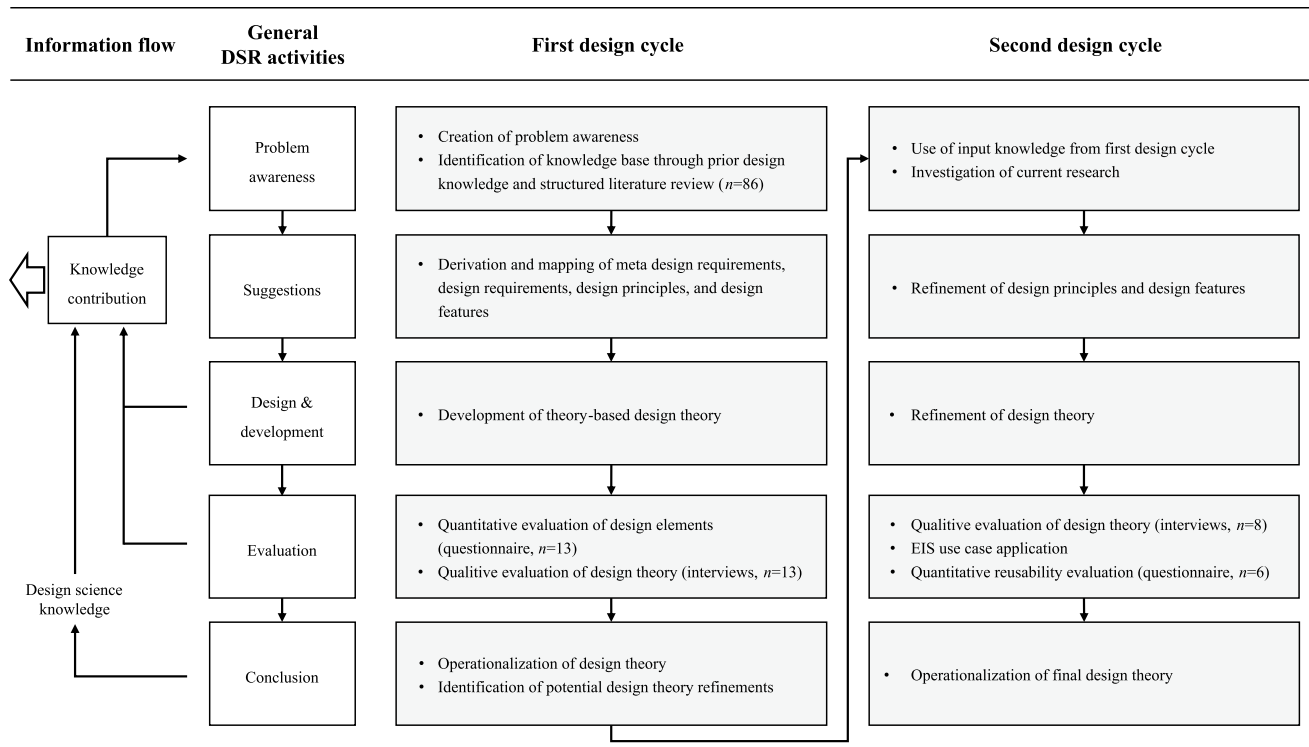 Information flow
General
DSR activities
First design cycle
Second design cycle
Problem
awareness
• Creation of problem awareness
• Identification of knowledge base through prior design
knowledge and structured literature review (n=86)
• Use of input knowledge from first design cycle
• Investigation of current research
Knowledge
contribution
Suggestions
• Derivation and mapping of meta design requirements,
design requirements, design principles, and design
features
• Refinement of design principles and design features
Design &
development
• Development of theory-based design theory
• Refinement of design theory
Evaluation
• Quantitative evaluation of design elements
(questionnaire, n=13)
• Qualitive evaluation of design theory (interviews, n=13)
• Qualitive evaluation of design theory (interviews, n=8)
• EIS use case application
• Quantitative reusability evaluation (questionnaire, n=6)
Design science
knowledge
Conclusion
• Operationalization of design theory
• Identification of potential design theory refinements
• Operationalization of final design theory